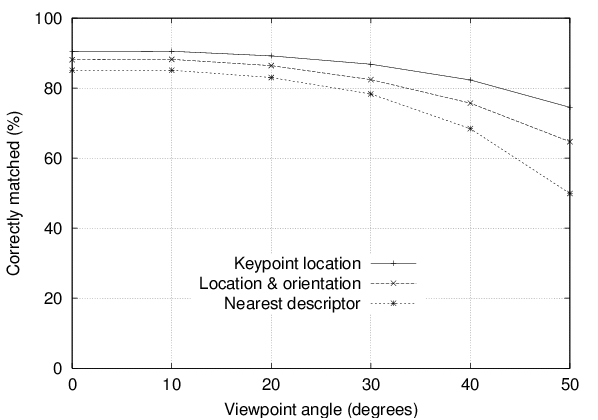 100
80
60
40
20
0
Correctly matched (%)
Keypoint location
Location & orientation
Nearest descriptor
0 10 20 30 40 50
Viewpoint angle (degrees)